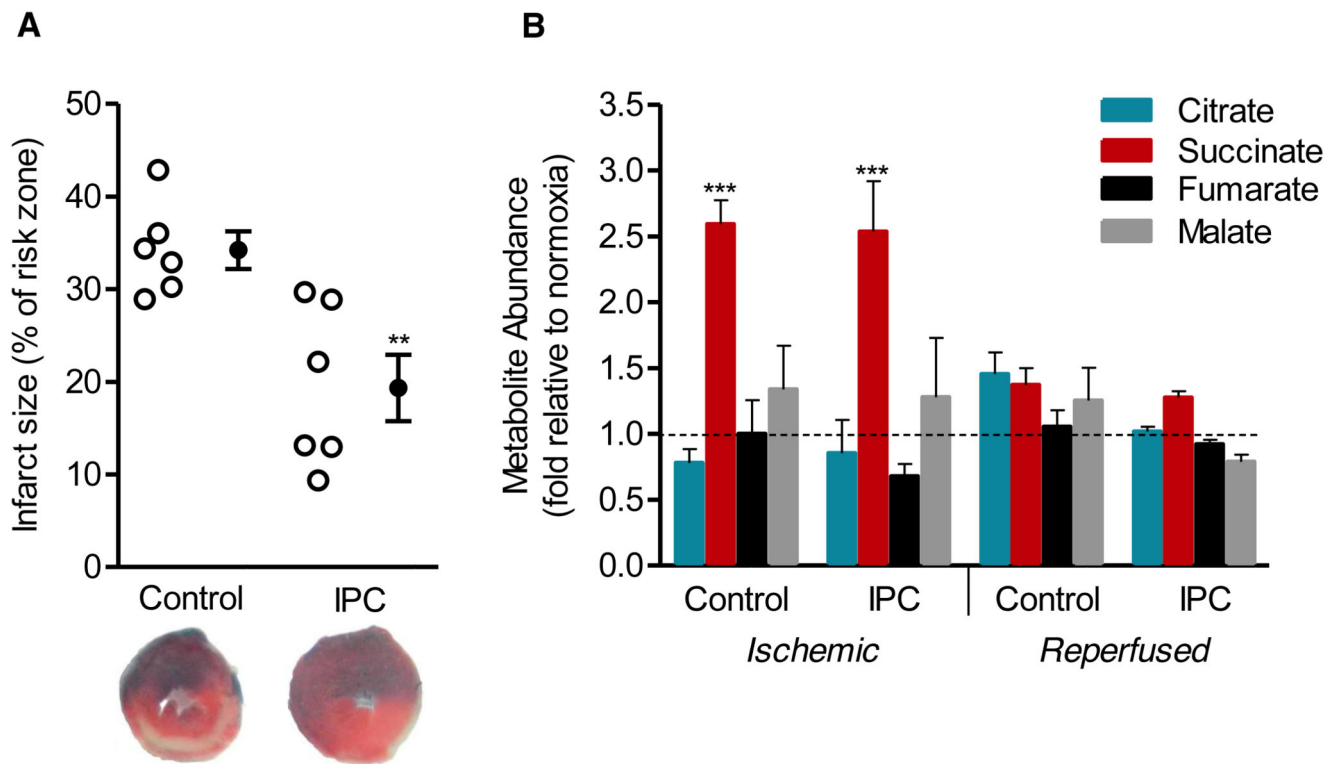 A
Infarct size (% of risk zone)
50
40
30
20
10
0
**
Control
IPC
B
Metabolite Abundance
(fold relative to normoxia)
3.5
3.0
2.5
2.0
1.5
1.0
0.5
0.0
***
***
Citrate
Succinate
Fumarate
Malate
Control
IPC
Control
IPC
Ischemic
Reperfused